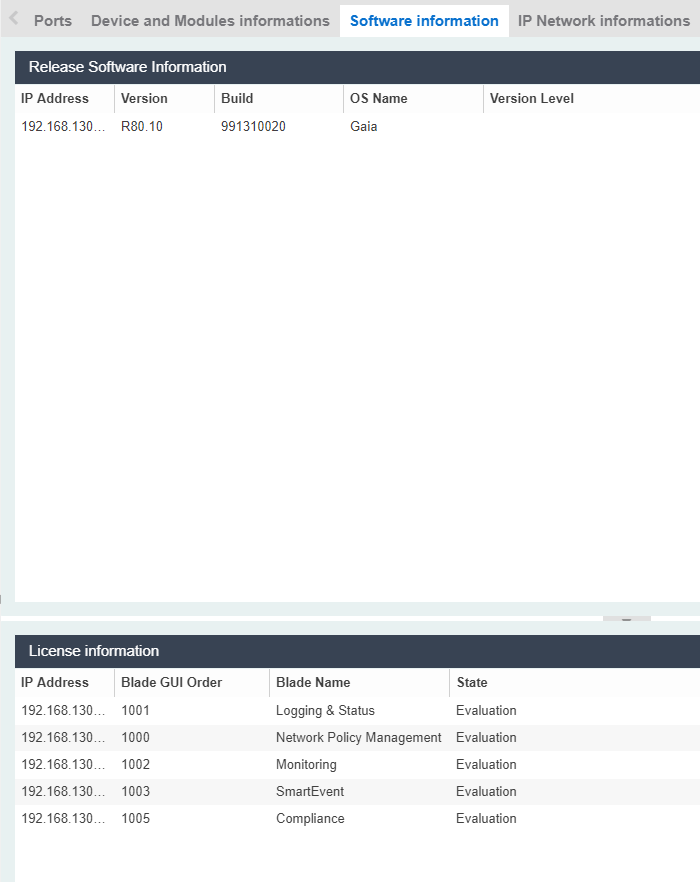 Ports Device and Modules informations Software information IP Network informations
Release Software Information
IP Address Version Build OS Name Version Level
192.168.130... R80.10 991310020 Gaia
License information
IP Address Blade GUI Order Blade Name State
192.168.130... 1001 Logging & Status Evaluation
192.168.130... 1000 Network Policy Management Evaluation
192.168.130... 1002 Monitoring Evaluation
192.168.130... 1003 SmartEvent Evaluation
192.168.130... 1005 Compliance Evaluation